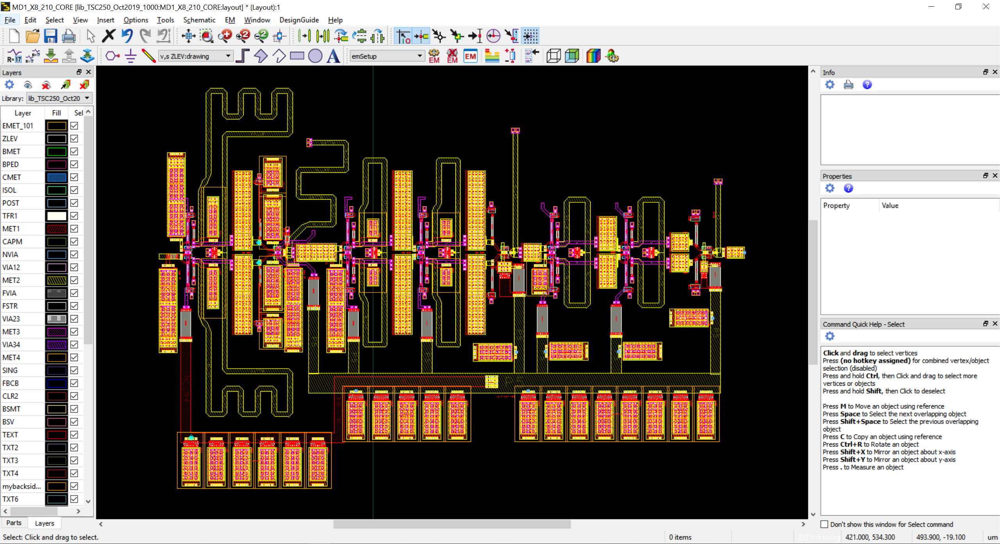 MD1_X8_210_CORE [lib_TSC250_Oct2019_1000:MD1_X8_210_CORE:layout] * (Layout):1
File Edit Select View Insert Options Tools Schematic EM Window DesignGuide Help
R=17 R=17 v,s ZLEV:drawing A emSetup EM EM EM
Layers
Library: lib_TSC250_Oct20
Layer Fill Sel
EMET_101
ZLEV
BMET
BPED
CMET
ISOL
POST
TFR1
MET1
CAPM
NVIA
VIA12
MET2
FVIA
FSTR
VIA23
MET3
VIA34
MET4
SING
FBCB
CLR2
BSMT
BSV
TEXT
TXT2
TXT3
TXT4
mybacksid...
TXT6
Parts Layers
Select: Click and drag to select.
Info
Properties
Property Value
Command Quick Help - Select
Click and drag to select vertices
Press (no hotkey assigned) for combined vertex/object
selection (disabled)
Press and hold Ctrl, then Click and drag to select more
vertices or objects
Press and hold Shift, then Click to deselect
Press M to Move an object using reference
Press Space to Select the next overlapping object
Press Shift+Space to Select the previous overlapping
object
Press C to Copy an object using reference
Press Ctrl+R to Rotate an object
Press Shift+X to Mirror an object about x-axis
Press Shift+Y to Mirror an object about y-axis
Press . to Measure an object
Don't show this window for Select command
0 items ZLEV:drawing 421.000, 534.300 493.900, -19.100 um